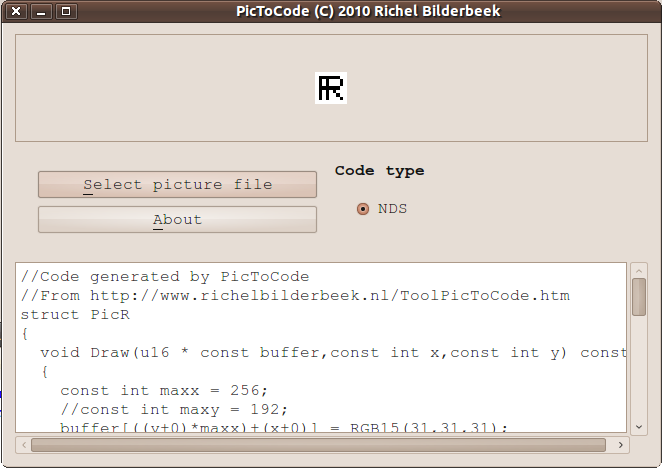 PicToCode (C) 2010 Richel Bilderbeek
R
Select picture file
About
Code type
NDS
//Code generated by PicToCode
//From http://www.richelbilderbeek.nl/ToolPicToCode.htm
struct PicR
{
void Draw(u16 * const buffer,const int x,const int y) const
{
const int maxx = 256;
//const int maxy = 192;
buffer[((y+0)*maxx)+(x+0)] = RGB15(31,31,31);